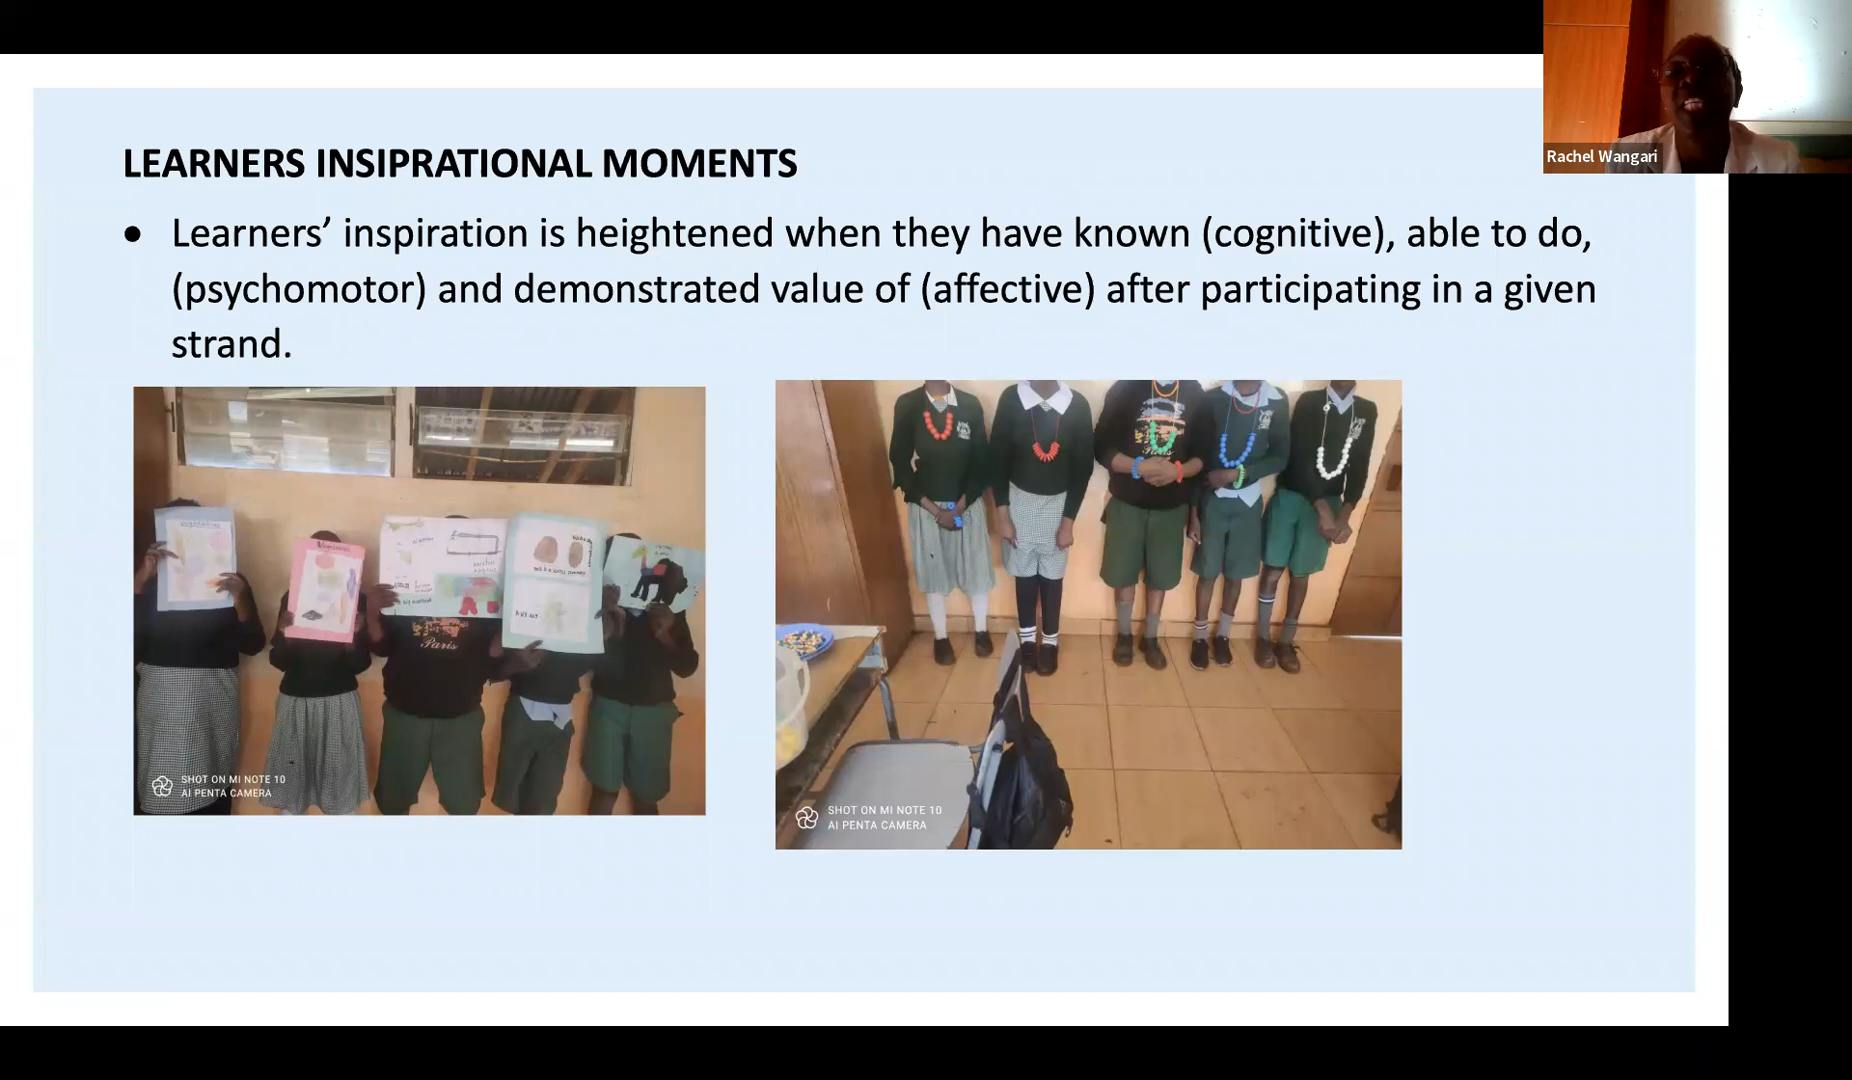 LEARNERS INSIPRATIONAL MOMENTS
● Learners’ inspiration is heightened when they have known (cognitive), able to do,
(psychomotor) and demonstrated value of (affective) after participating in a given
strand.
Rachel Wangari
Paris
SHOT ON MI NOTE 10
AI PENTA CAMERA
Paris
SHOT ON MI NOTE 10
AI PENTA CAMERA